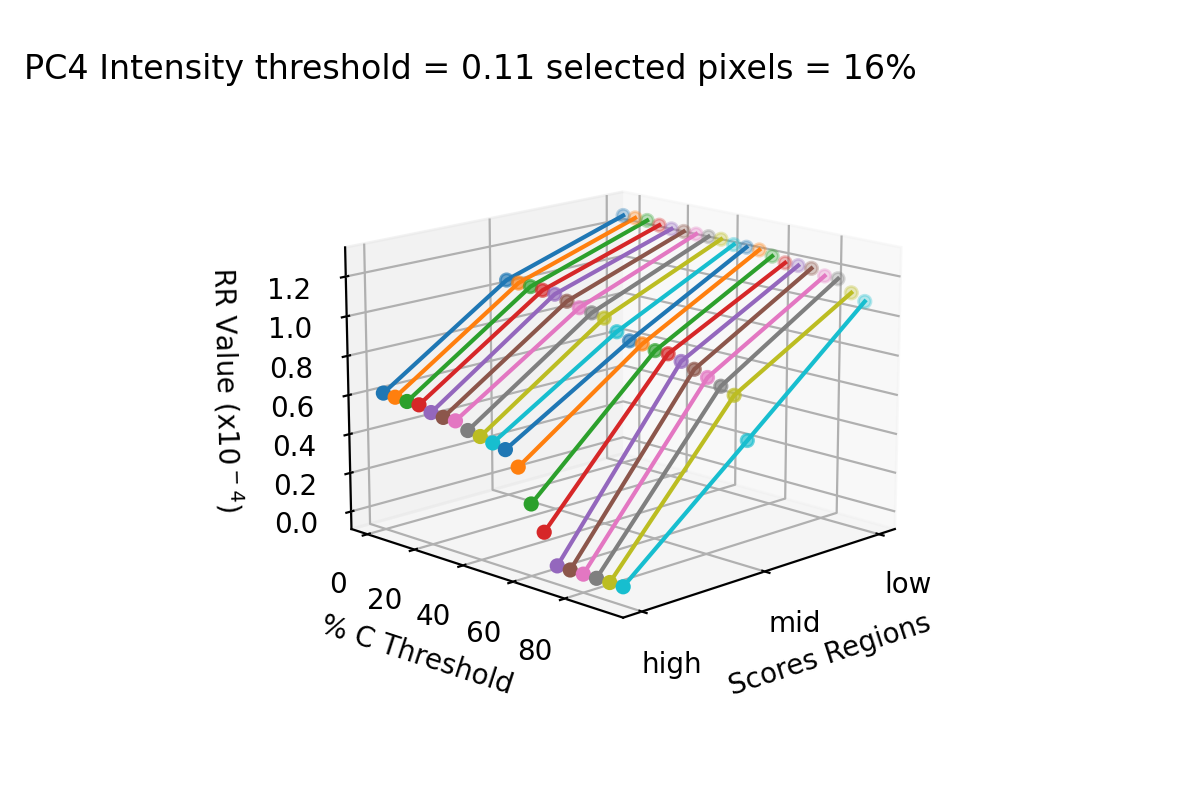 PC4 Intensity threshold = 0.11 selected pixels = 16%
RR Value (x10⁻⁴)
1.2
1.0
0.8
0.6
0.4
0.2
0.0
0
20
40
60
80
% C Threshold
high
mid
low
Scores Regions